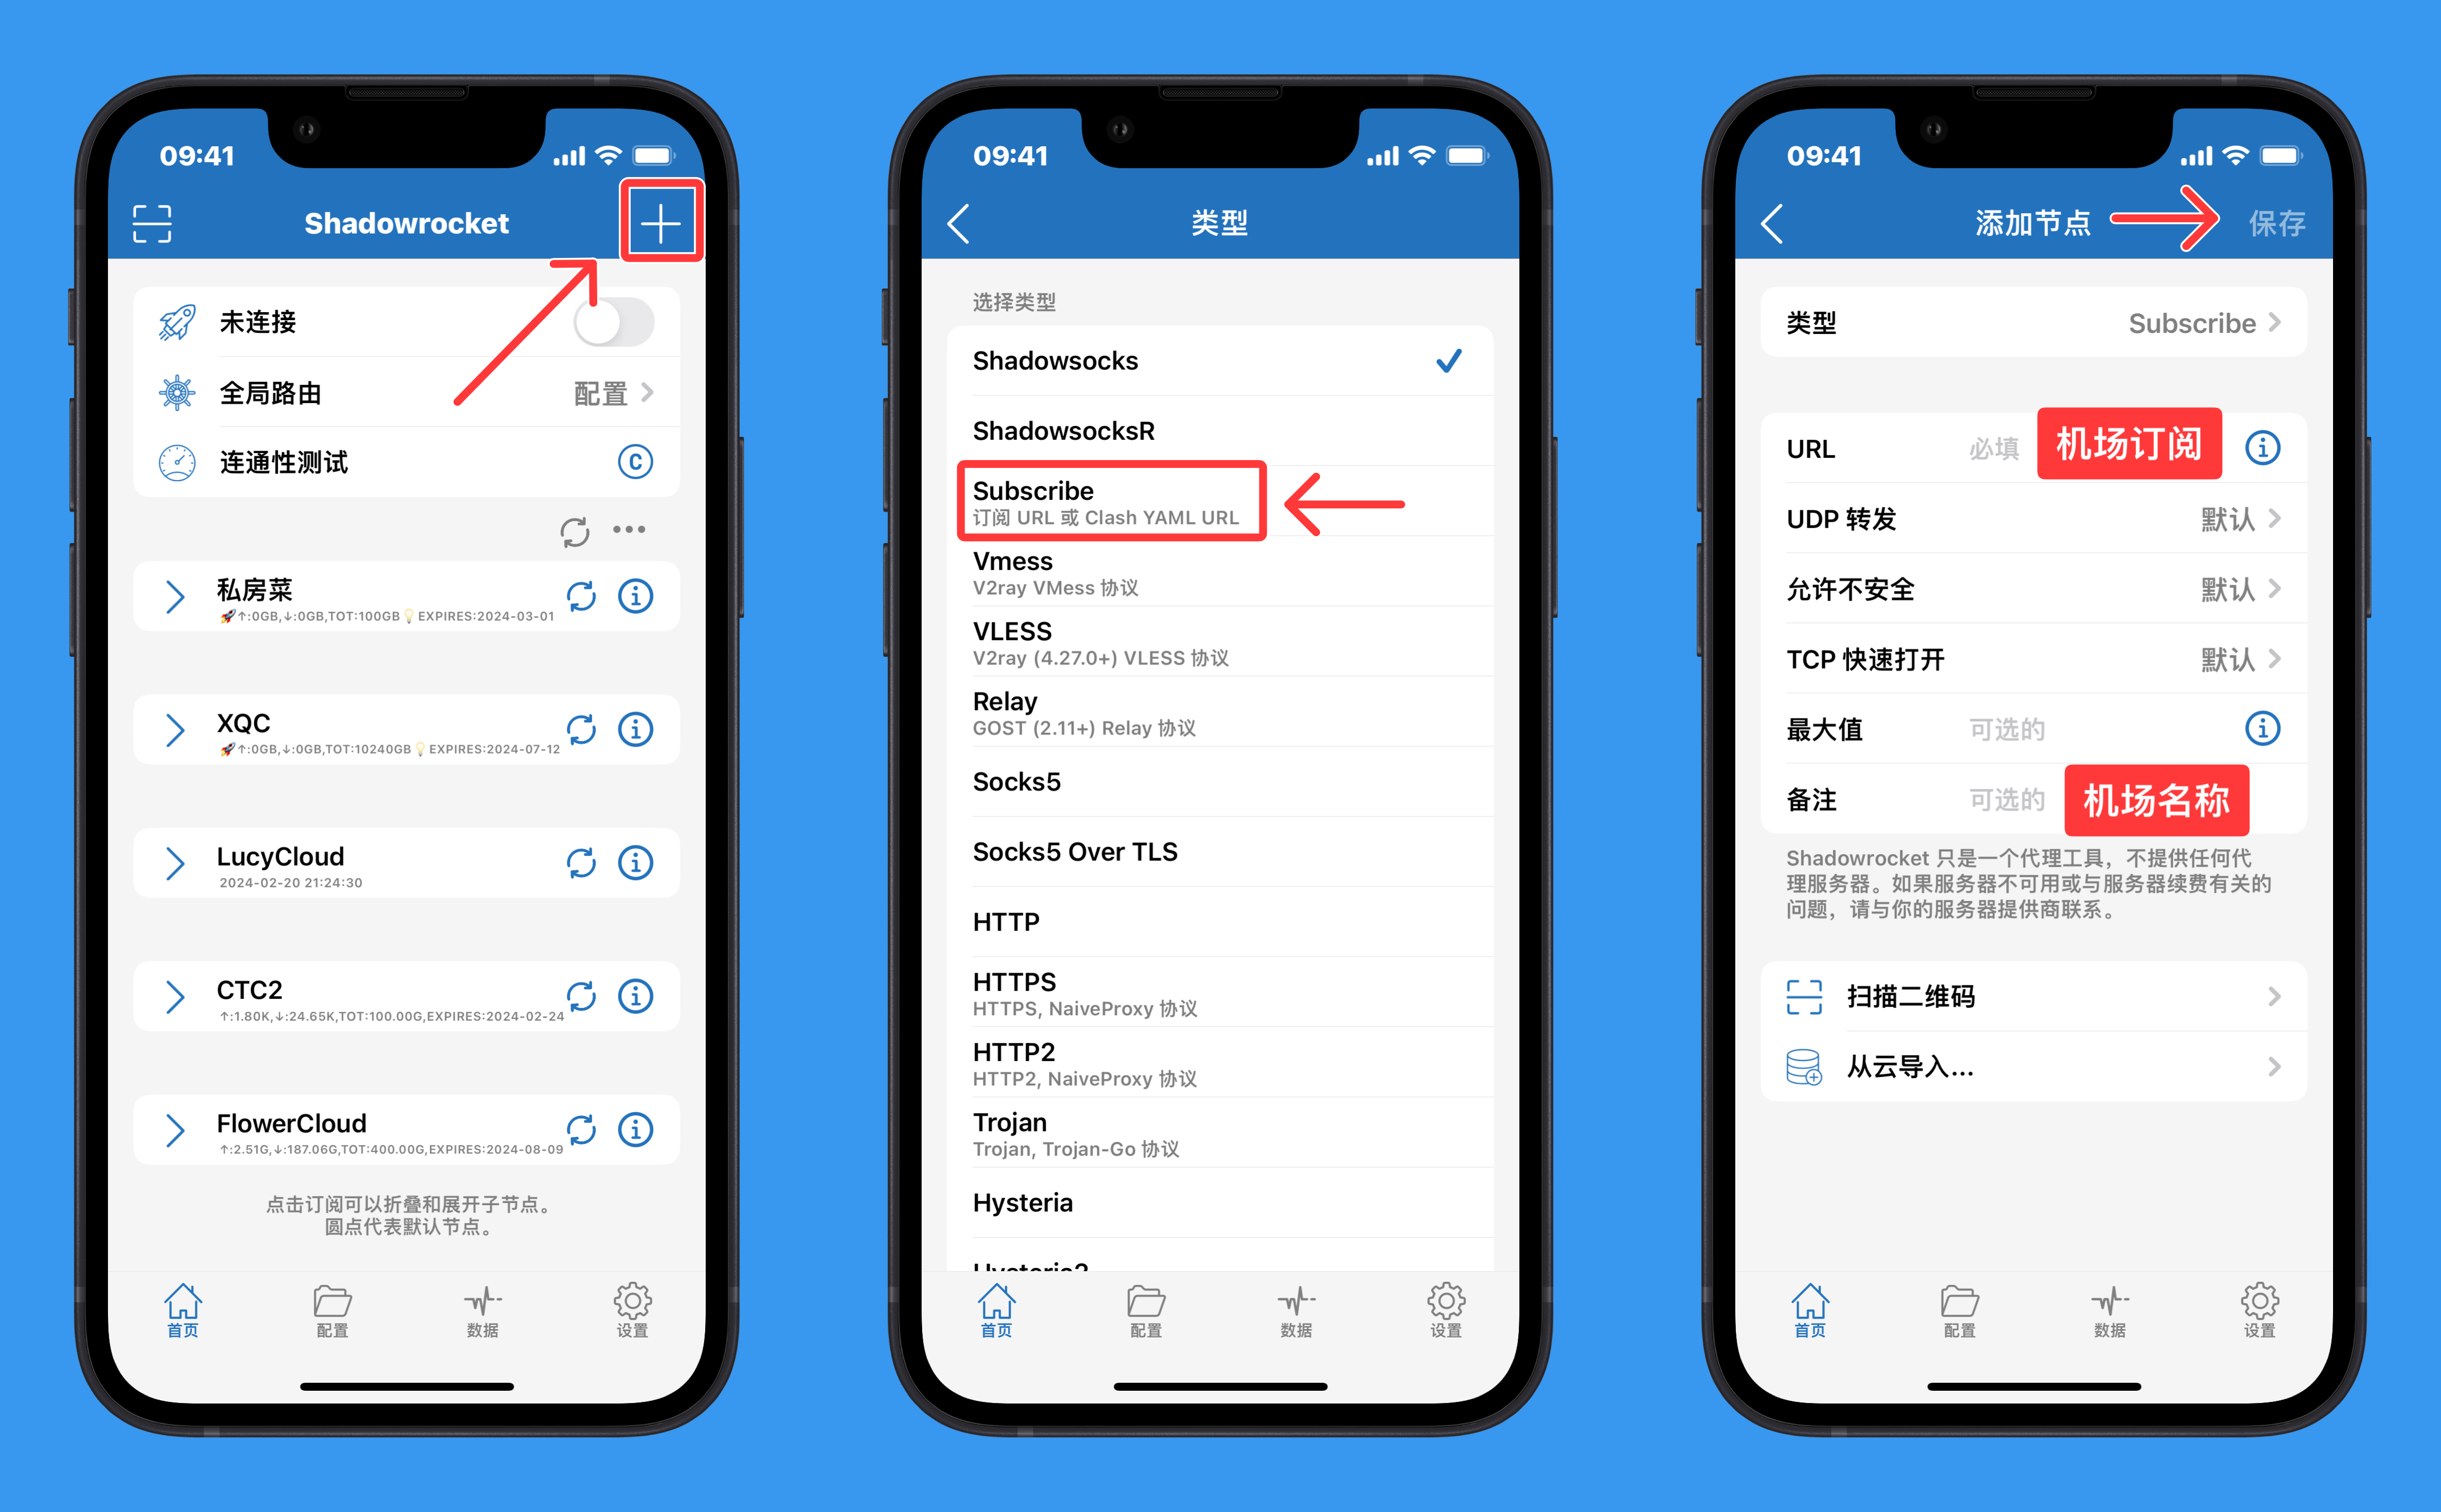 09:41
Shadowrocket
未连接
全局路由 配置
连通性测试 C
私房菜
🚀↑:0GB,↓:0GB,TOT:100GB💡EXPIRES:2024-03-01
XQC
🚀↑:0GB,↓:0GB,TOT:10240GB💡EXPIRES:2024-07-12
LucyCloud
2024-02-20 21:24:30
CTC2
↑:1.80K,↓:24.65K,TOT:100.00G,EXPIRES:2024-02-24
FlowerCloud
↑:2.51G,↓:187.06G,TOT:400.00G,EXPIRES:2024-08-09
点击订阅可以折叠和展开子节点。
圆点代表默认节点。
首页 配置 数据 设置
09:41
类型
选择类型
Shadowsocks
ShadowsocksR
Subscribe
订阅 URL 或 Clash YAML URL
Vmess
V2ray VMess 协议
VLESS
V2ray (4.27.0+) VLESS 协议
Relay
GOST (2.11+) Relay 协议
Socks5
Socks5 Over TLS
HTTP
HTTPS
HTTPS, NaiveProxy 协议
HTTP2
HTTP2, NaiveProxy 协议
Trojan
Trojan, Trojan-Go 协议
Hysteria
Hysteria2
首页 配置 数据 设置
09:41
添加节点 保存
类型 Subscribe
URL 必填 机场订阅
UDP 转发 默认
允许不安全 默认
TCP 快速打开 默认
最大值 可选的
备注 可选的 机场名称
Shadowrocket 只是一个代理工具，不提供任何代
理服务器。如果服务器不可用或与服务器续费有关的
问题，请与你的服务器提供商联系。
扫描二维码
从云导入...
首页 配置 数据 设置